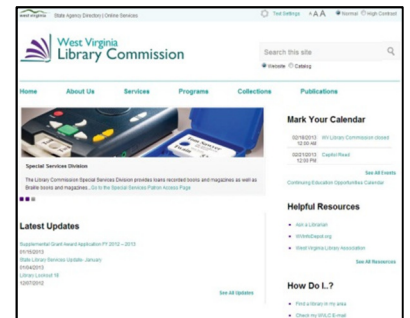 State Agency Directory | Online Services
Text Settings A A A Normal High Contrast
West Virginia
Library Commission
Search this site
Website Catalog
Home About Us Services Programs Collections Publications
Special Services Division
The Library Commission Special Services Division provides loans recorded books and magazines as well as
Braille books and magazines...Go to the Special Services Patron Access Page
Mark Your Calendar
02/18/2013 WV Library Commission closed
12:00 AM
02/21/2013 Capitol Read
12:00 PM
See All Events
Continuing Education Opportunities Calendar
Helpful Resources
Ask a Librarian
WVInfoDepot.org
West Virginia Library Association
See All Resources
Latest Updates
Supplemental Grant Award Application FY 2012 – 2013
01/15/2013
State Library Services Update- January
01/04/2013
Library Lookout 16
12/07/2012
See All Updates
How Do I..?
Find a library in my area
Check my WVLC E-mail